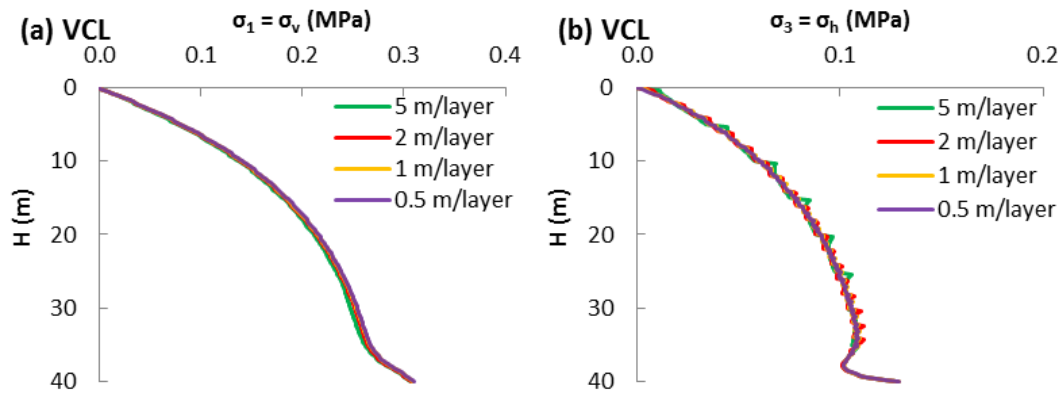 (a) VCL
σ₁ = σᵥ (MPa)
0.0 0.1 0.2 0.3 0.4
0
10
20
30
40
H (m)
5 m/layer
2 m/layer
1 m/layer
0.5 m/layer
(b) VCL
σ₃ = σₕ (MPa)
0.0 0.1 0.2
0
10
20
30
40
H (m)
5 m/layer
2 m/layer
1 m/layer
0.5 m/layer